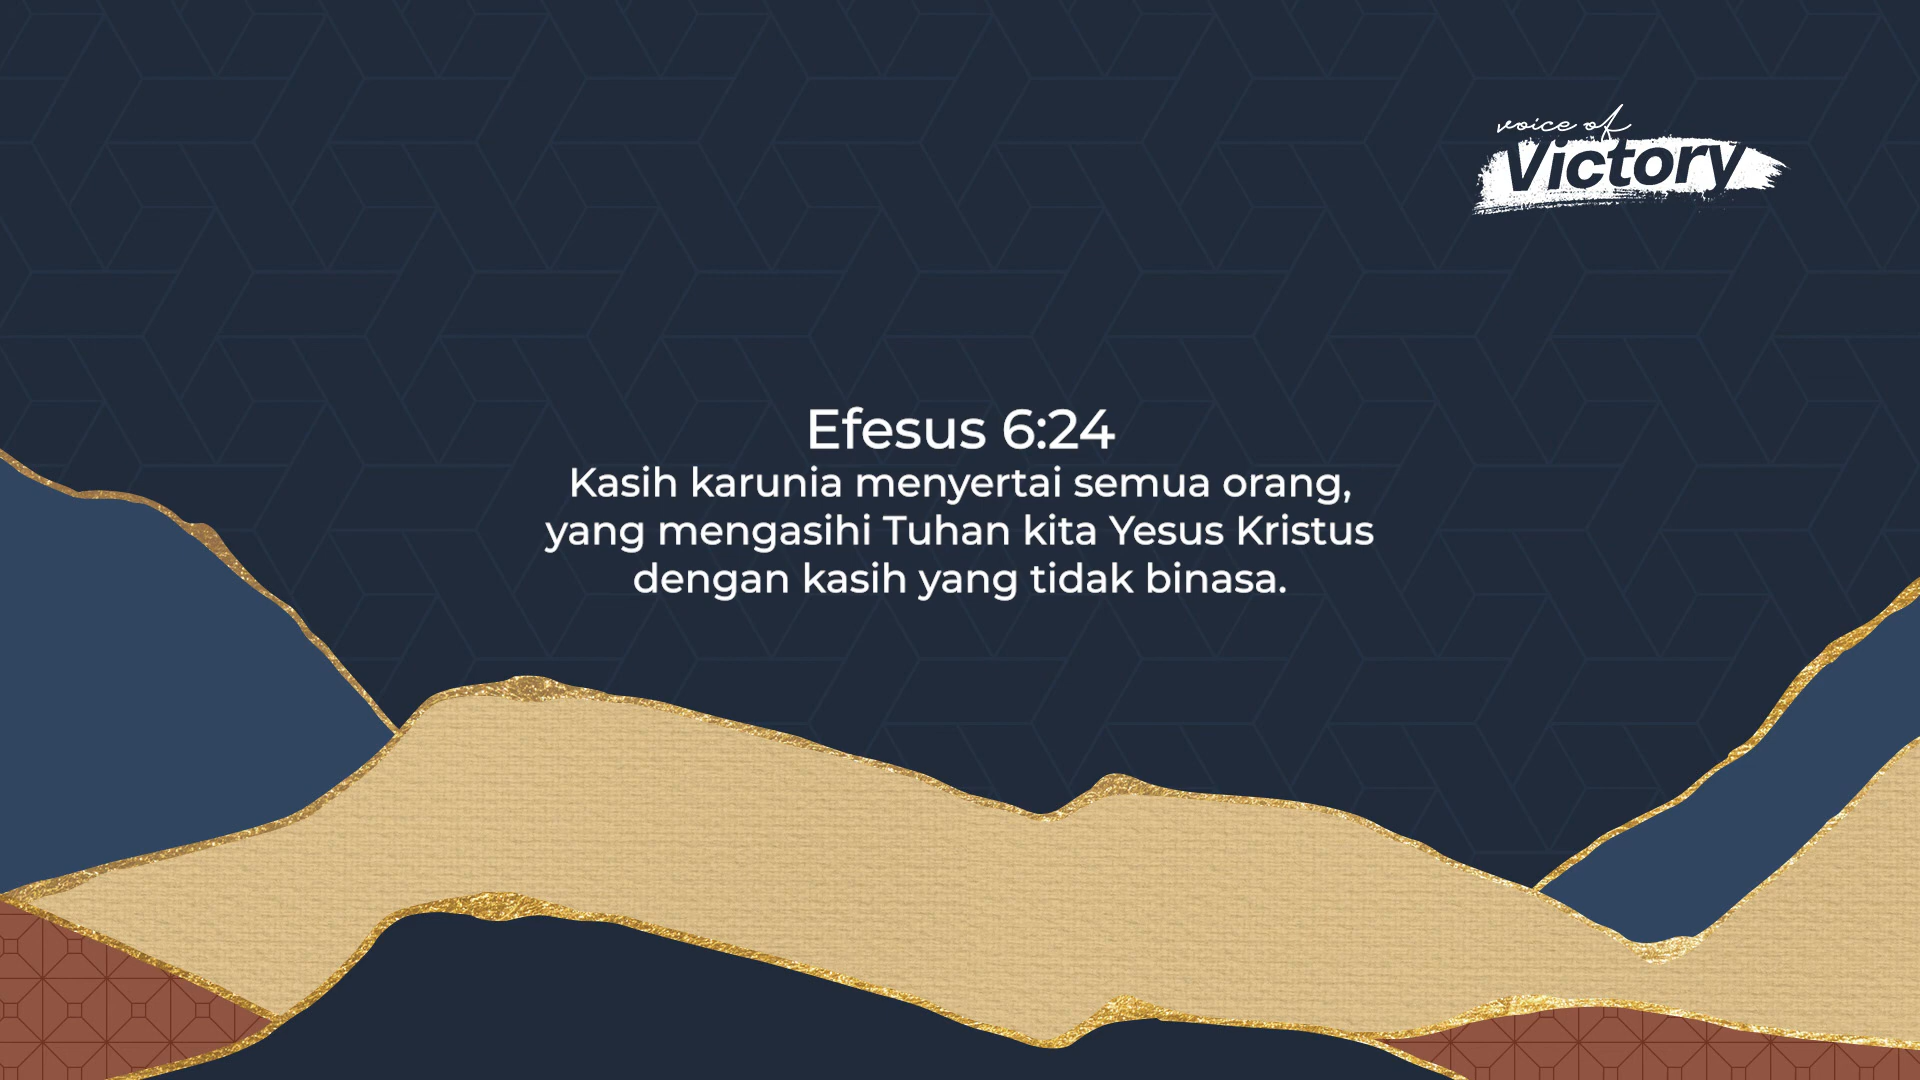 voice of
Victory
Efesus 6:24
Kasih karunia menyertai semua orang,
yang mengasihi Tuhan kita Yesus Kristus
dengan kasih yang tidak binasa.